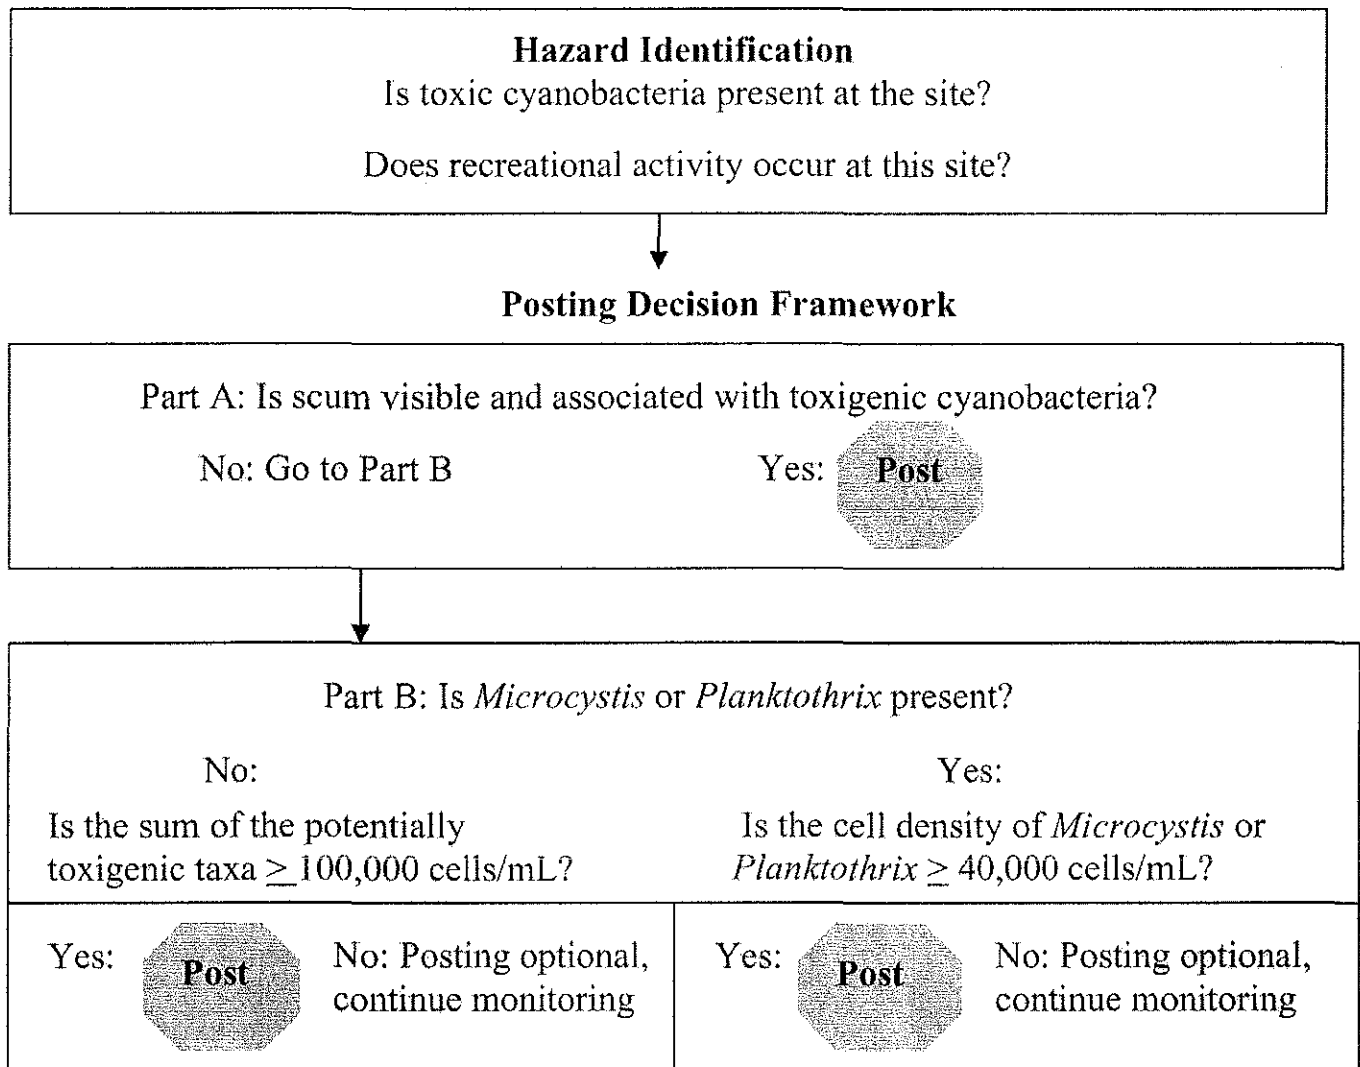 Hazard Identification
Is toxic cyanobacteria present at the site?
Does recreational activity occur at this site?
Posting Decision Framework
Part A: Is scum visible and associated with toxigenic cyanobacteria?
No: Go to Part B
Yes: Post
Part B: Is Microcystis or Planktothrix present?
No:
Is the sum of the potentially
toxigenic taxa ≥ 100,000 cells/mL?
Yes:
Is the cell density of Microcystis or
Planktothrix ≥ 40,000 cells/mL?
Yes: Post
No: Posting optional,
continue monitoring
Yes: Post
No: Posting optional,
continue monitoring